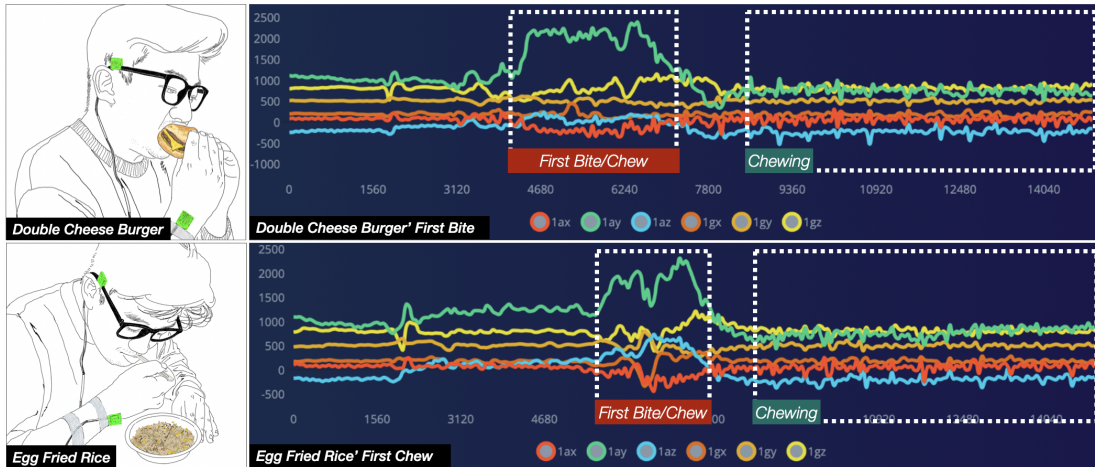 2500
2000
1500
1000
500
0
-500
-1000
First Bite/Chew
Chewing
0 1560 3120 4680 6240 7800 9360 10920 12480 14040
1ax 1ay 1az 1gx 1gy 1gz
Double Cheese Burger
Double Cheese Burger' First Bite
2500
2000
1500
1000
500
0
-500
First Bite/Chew
Chewing
0 1560 3120 4680 10920 12480 14040
1ax 1ay 1az 1gx 1gy 1gz
Egg Fried Rice
Egg Fried Rice' First Chew